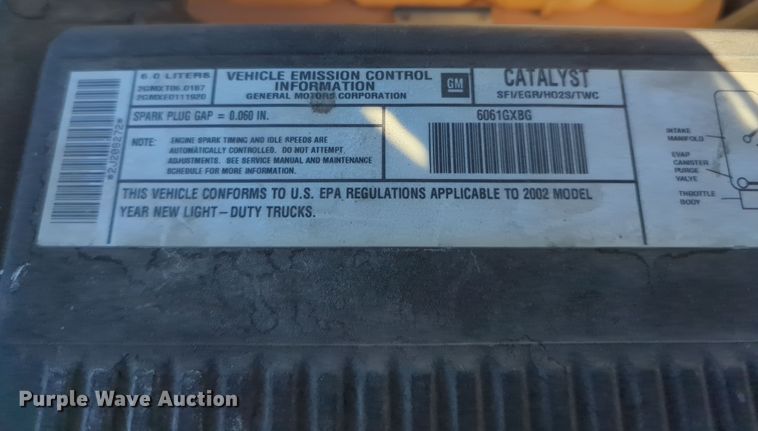 6.0 LITERS
2GMXT06.0187
2GMXE0111920
VEHICLE EMISSION CONTROL
INFORMATION
GENERAL MOTORS CORPORATION
GM
CATALYST
SFI/EGR/HO2S/TWC
SPARK PLUG GAP = 0.060 IN.
6061GXBG
NOTE: ENGINE SPARK TIMING AND IDLE SPEEDS ARE
AUTOMATICALLY CONTROLLED. DO NOT ATTEMPT
ADJUSTMENTS. SEE SERVICE MANUAL AND MAINTENANCE
SCHEDULE FOR MORE INFORMATION.
THIS VEHICLE CONFORMS TO U.S. EPA REGULATIONS APPLICABLE TO 2002 MODEL
YEAR NEW LIGHT-DUTY TRUCKS.
INTAKE
MANIFOLD
EVAP
CANISTER
PURGE
VALVE
THROTTLE
BODY
Purple Wave Auction